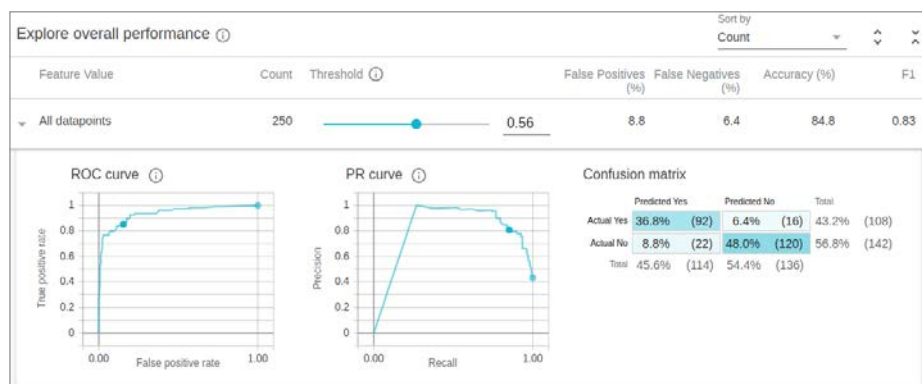 Sort by
Explore overall performance
Count
Feature Value Count Threshold False Positives (%) False Negatives (%) Accuracy (%) F1
All datapoints 250 0.56 8.8 6.4 84.8 0.83
ROC curve
1
0.8
0.6
0.4
0.2
0
True positive rate
0.00 1.00
False positive rate
PR curve
1
0.8
0.6
0.4
0.2
0
Precision
0.00 1.00
Recall
Confusion matrix
Predicted Yes Predicted No Total
Actual Yes 36.8% (92) 6.4% (16) 43.2% (108)
Actual No 8.8% (22) 48.0% (120) 56.8% (142)
Total 45.6% (114) 54.4% (136)